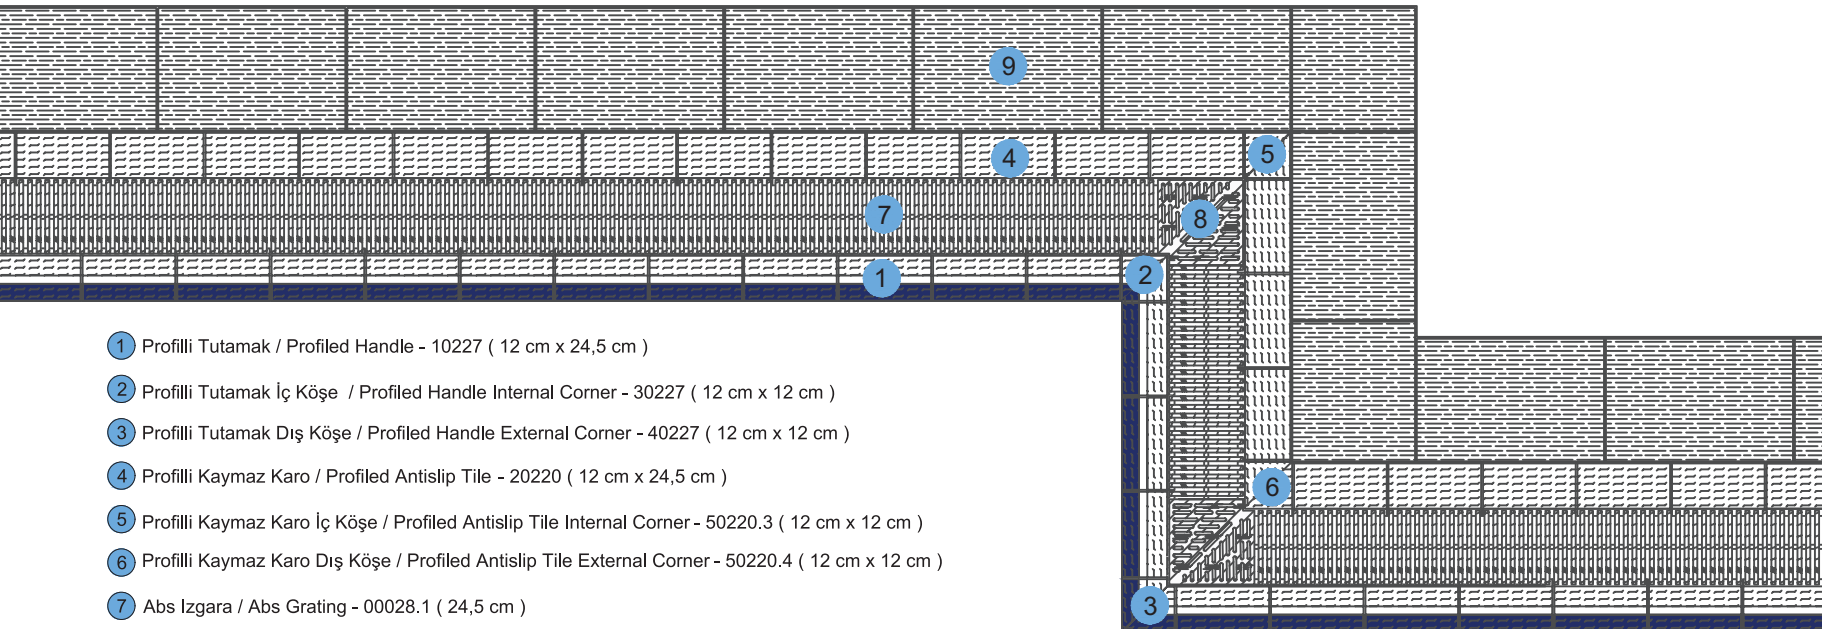 9
4
5
7
8
1
2
6
3
1 Profilli Tutamak / Profiled Handle - 10227 ( 12 cm x 24,5 cm )
2 Profilli Tutamak İç Köşe / Profiled Handle Internal Corner - 30227 ( 12 cm x 12 cm )
3 Profilli Tutamak Dış Köşe / Profiled Handle External Corner - 40227 ( 12 cm x 12 cm )
4 Profilli Kaymaz Karo / Profiled Antislip Tile - 20220 ( 12 cm x 24,5 cm )
5 Profilli Kaymaz Karo İç Köşe / Profiled Antislip Tile Internal Corner - 50220.3 ( 12 cm x 12 cm )
6 Profilli Kaymaz Karo Dış Köşe / Profiled Antislip Tile External Corner - 50220.4 ( 12 cm x 12 cm )
7 Abs Izgara / Abs Grating - 00028.1 ( 24,5 cm )